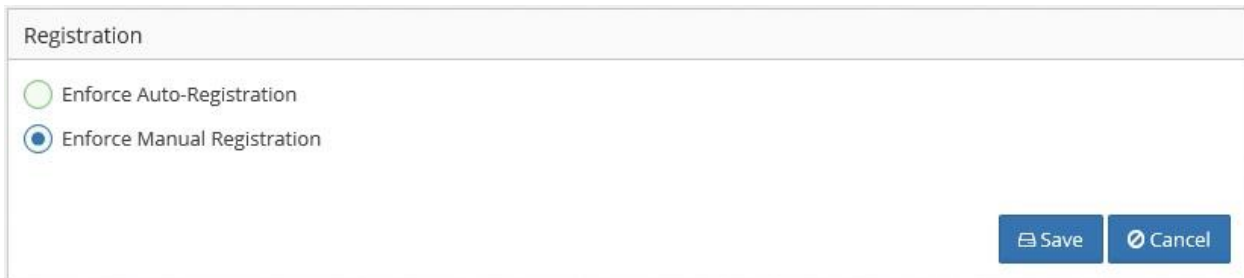 Registration
Enforce Auto-Registration
Enforce Manual Registration
Save Cancel